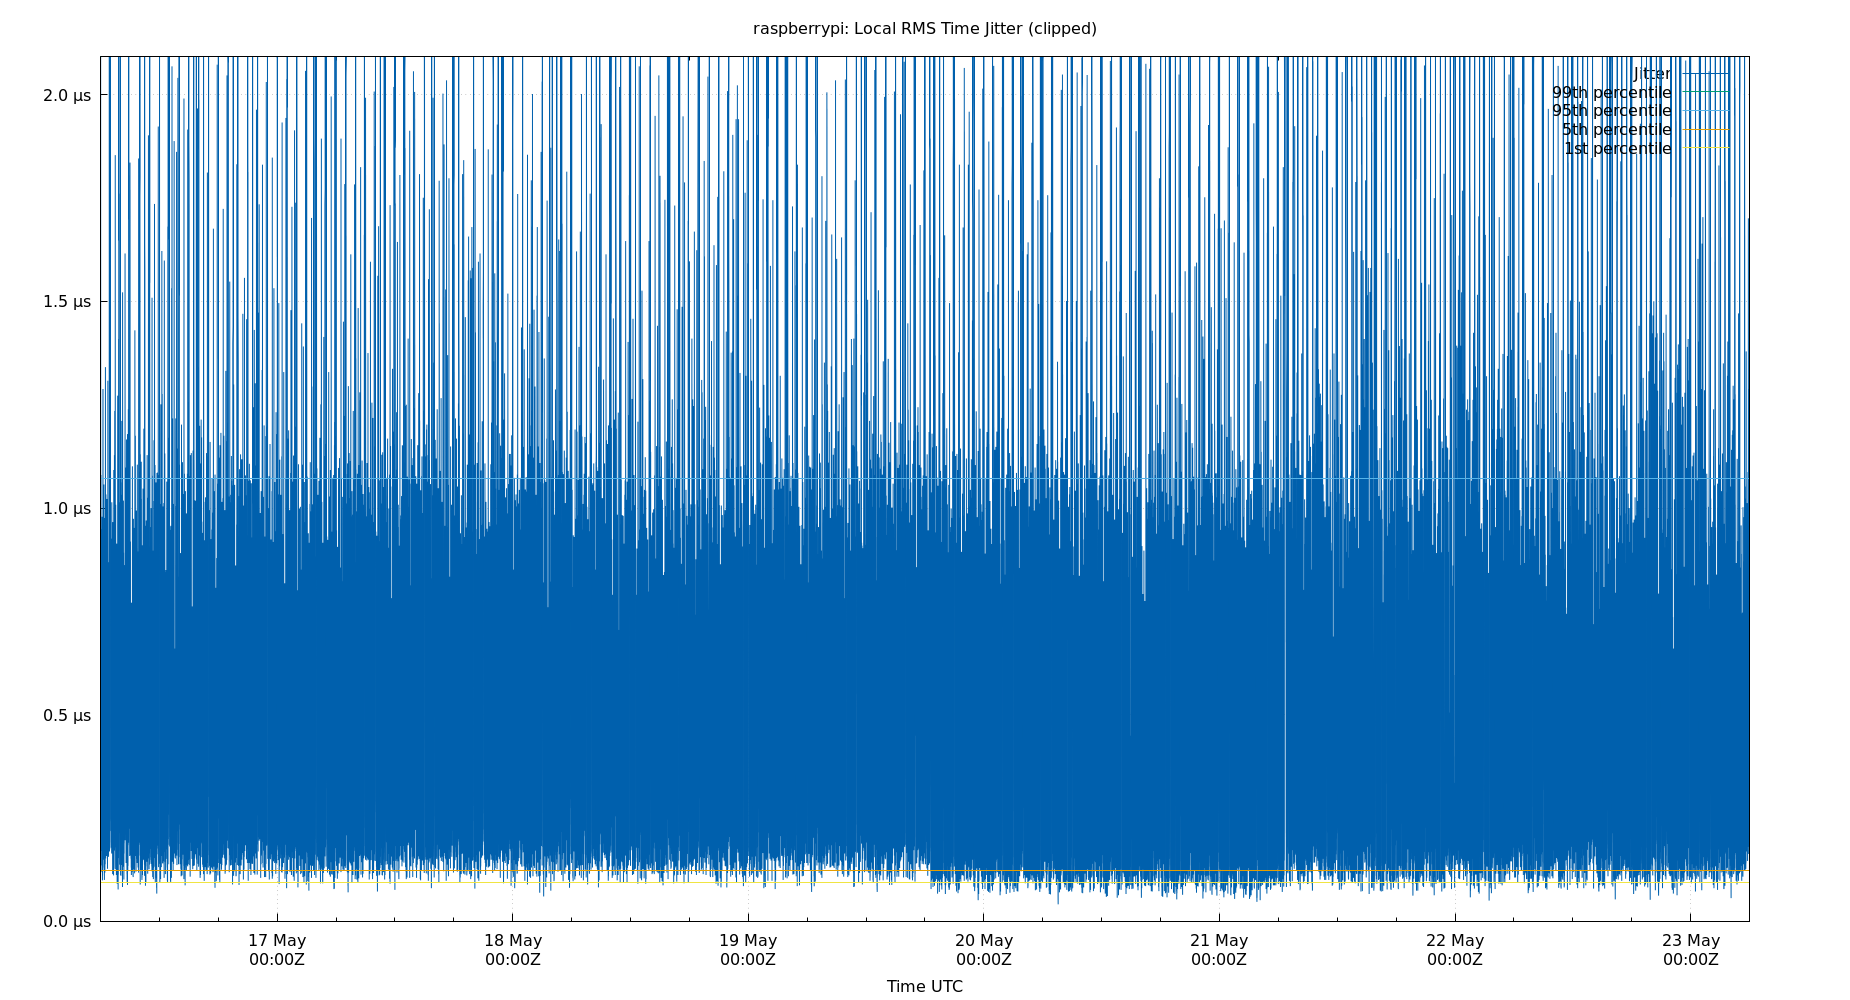 raspberrypi: Local RMS Time Jitter (clipped)
2.0 µs
1.5 µs
1.0 µs
0.5 µs
0.0 µs
Jitter
99th percentile
95th percentile
5th percentile
1st percentile
17 May
00:00Z
18 May
00:00Z
19 May
00:00Z
20 May
00:00Z
21 May
00:00Z
22 May
00:00Z
23 May
00:00Z
Time UTC